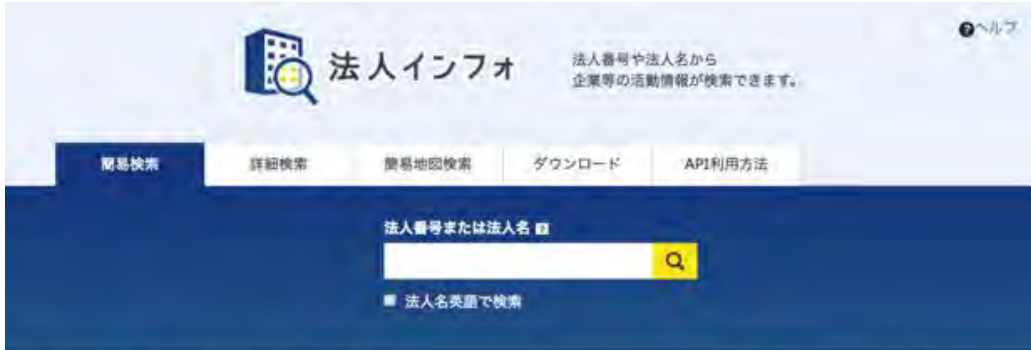 ヘルプ
法人インフォ
法人番号や法人名から
企業等の活動情報が検索できます。
簡易検索
詳細検索
簡易地図検索
ダウンロード
API利用方法
法人番号または法人名
法人名英語で検索